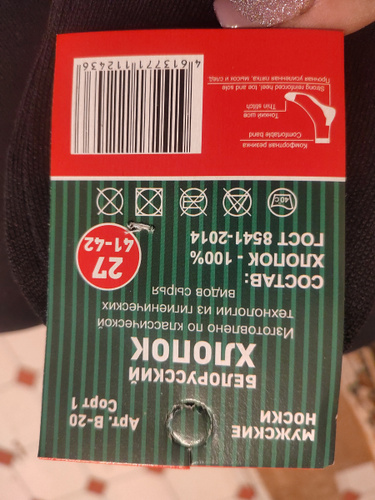 МУЖСКИЕ
НОСКИ
Арт. В-20
Сорт 1
БЕЛОРУССКИЙ
ХЛОПОК
Изготовлено по классической
технологии из гигиенических
видов сырья
СОСТАВ:
ХЛОПОК - 100%
ГОСТ 8541-2014
27
41-42
40°C
Комфортная резинка
Comfortable band
Тонкий шов
Thin stitch
Strong reinforced heel, toe and sole
Прочная усиленная пятка, мысок и след.
4613771112436